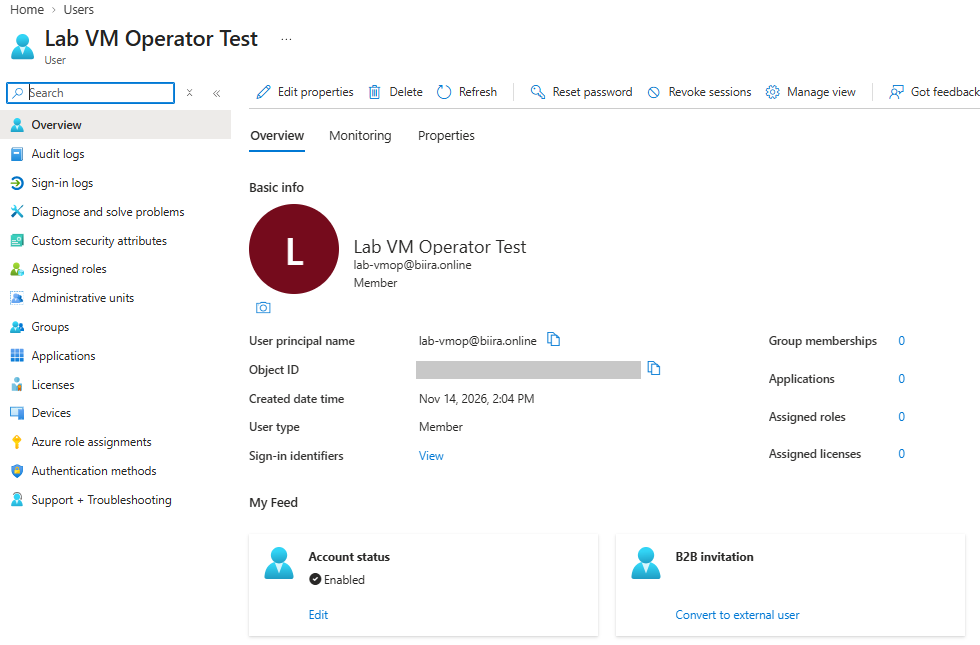 Home > Users
Lab VM Operator Test ...
User
Search
Edit properties Delete Refresh Reset password Revoke sessions Manage view Got feedback
Overview
Audit logs
Sign-in logs
Diagnose and solve problems
Custom security attributes
Assigned roles
Administrative units
Groups
Applications
Licenses
Devices
Azure role assignments
Authentication methods
Support + Troubleshooting
Overview Monitoring Properties
Basic info
L
Lab VM Operator Test
lab-vmop@biira.online
Member
User principal name lab-vmop@biira.online
Object ID
Created date time Nov 14, 2026, 2:04 PM
User type Member
Sign-in identifiers View
Group memberships 0
Applications 0
Assigned roles 0
Assigned licenses 0
My Feed
Account status
Enabled
Edit
B2B invitation
Convert to external user